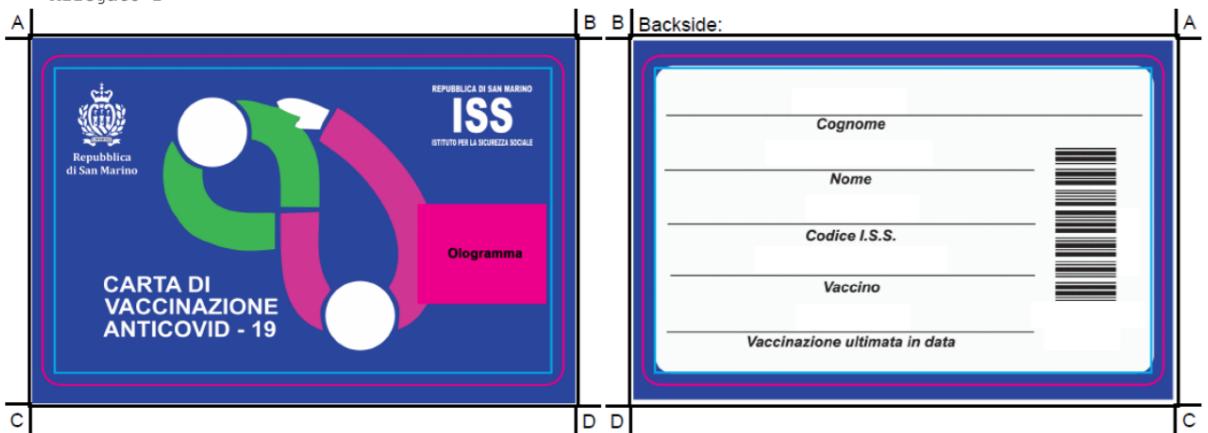 A
B
B
Backside:
A
Repubblica
di San Marino
REPUBBLICA DI SAN MARINO
ISS
ISTITUTO PER LA SICUREZZA SOCIALE
Ologramma
CARTA DI
VACCINAZIONE
ANTICOVID - 19
Cognome
Nome
Codice I.S.S.
Vaccino
Vaccinazione ultimata in data
C
D
D
C